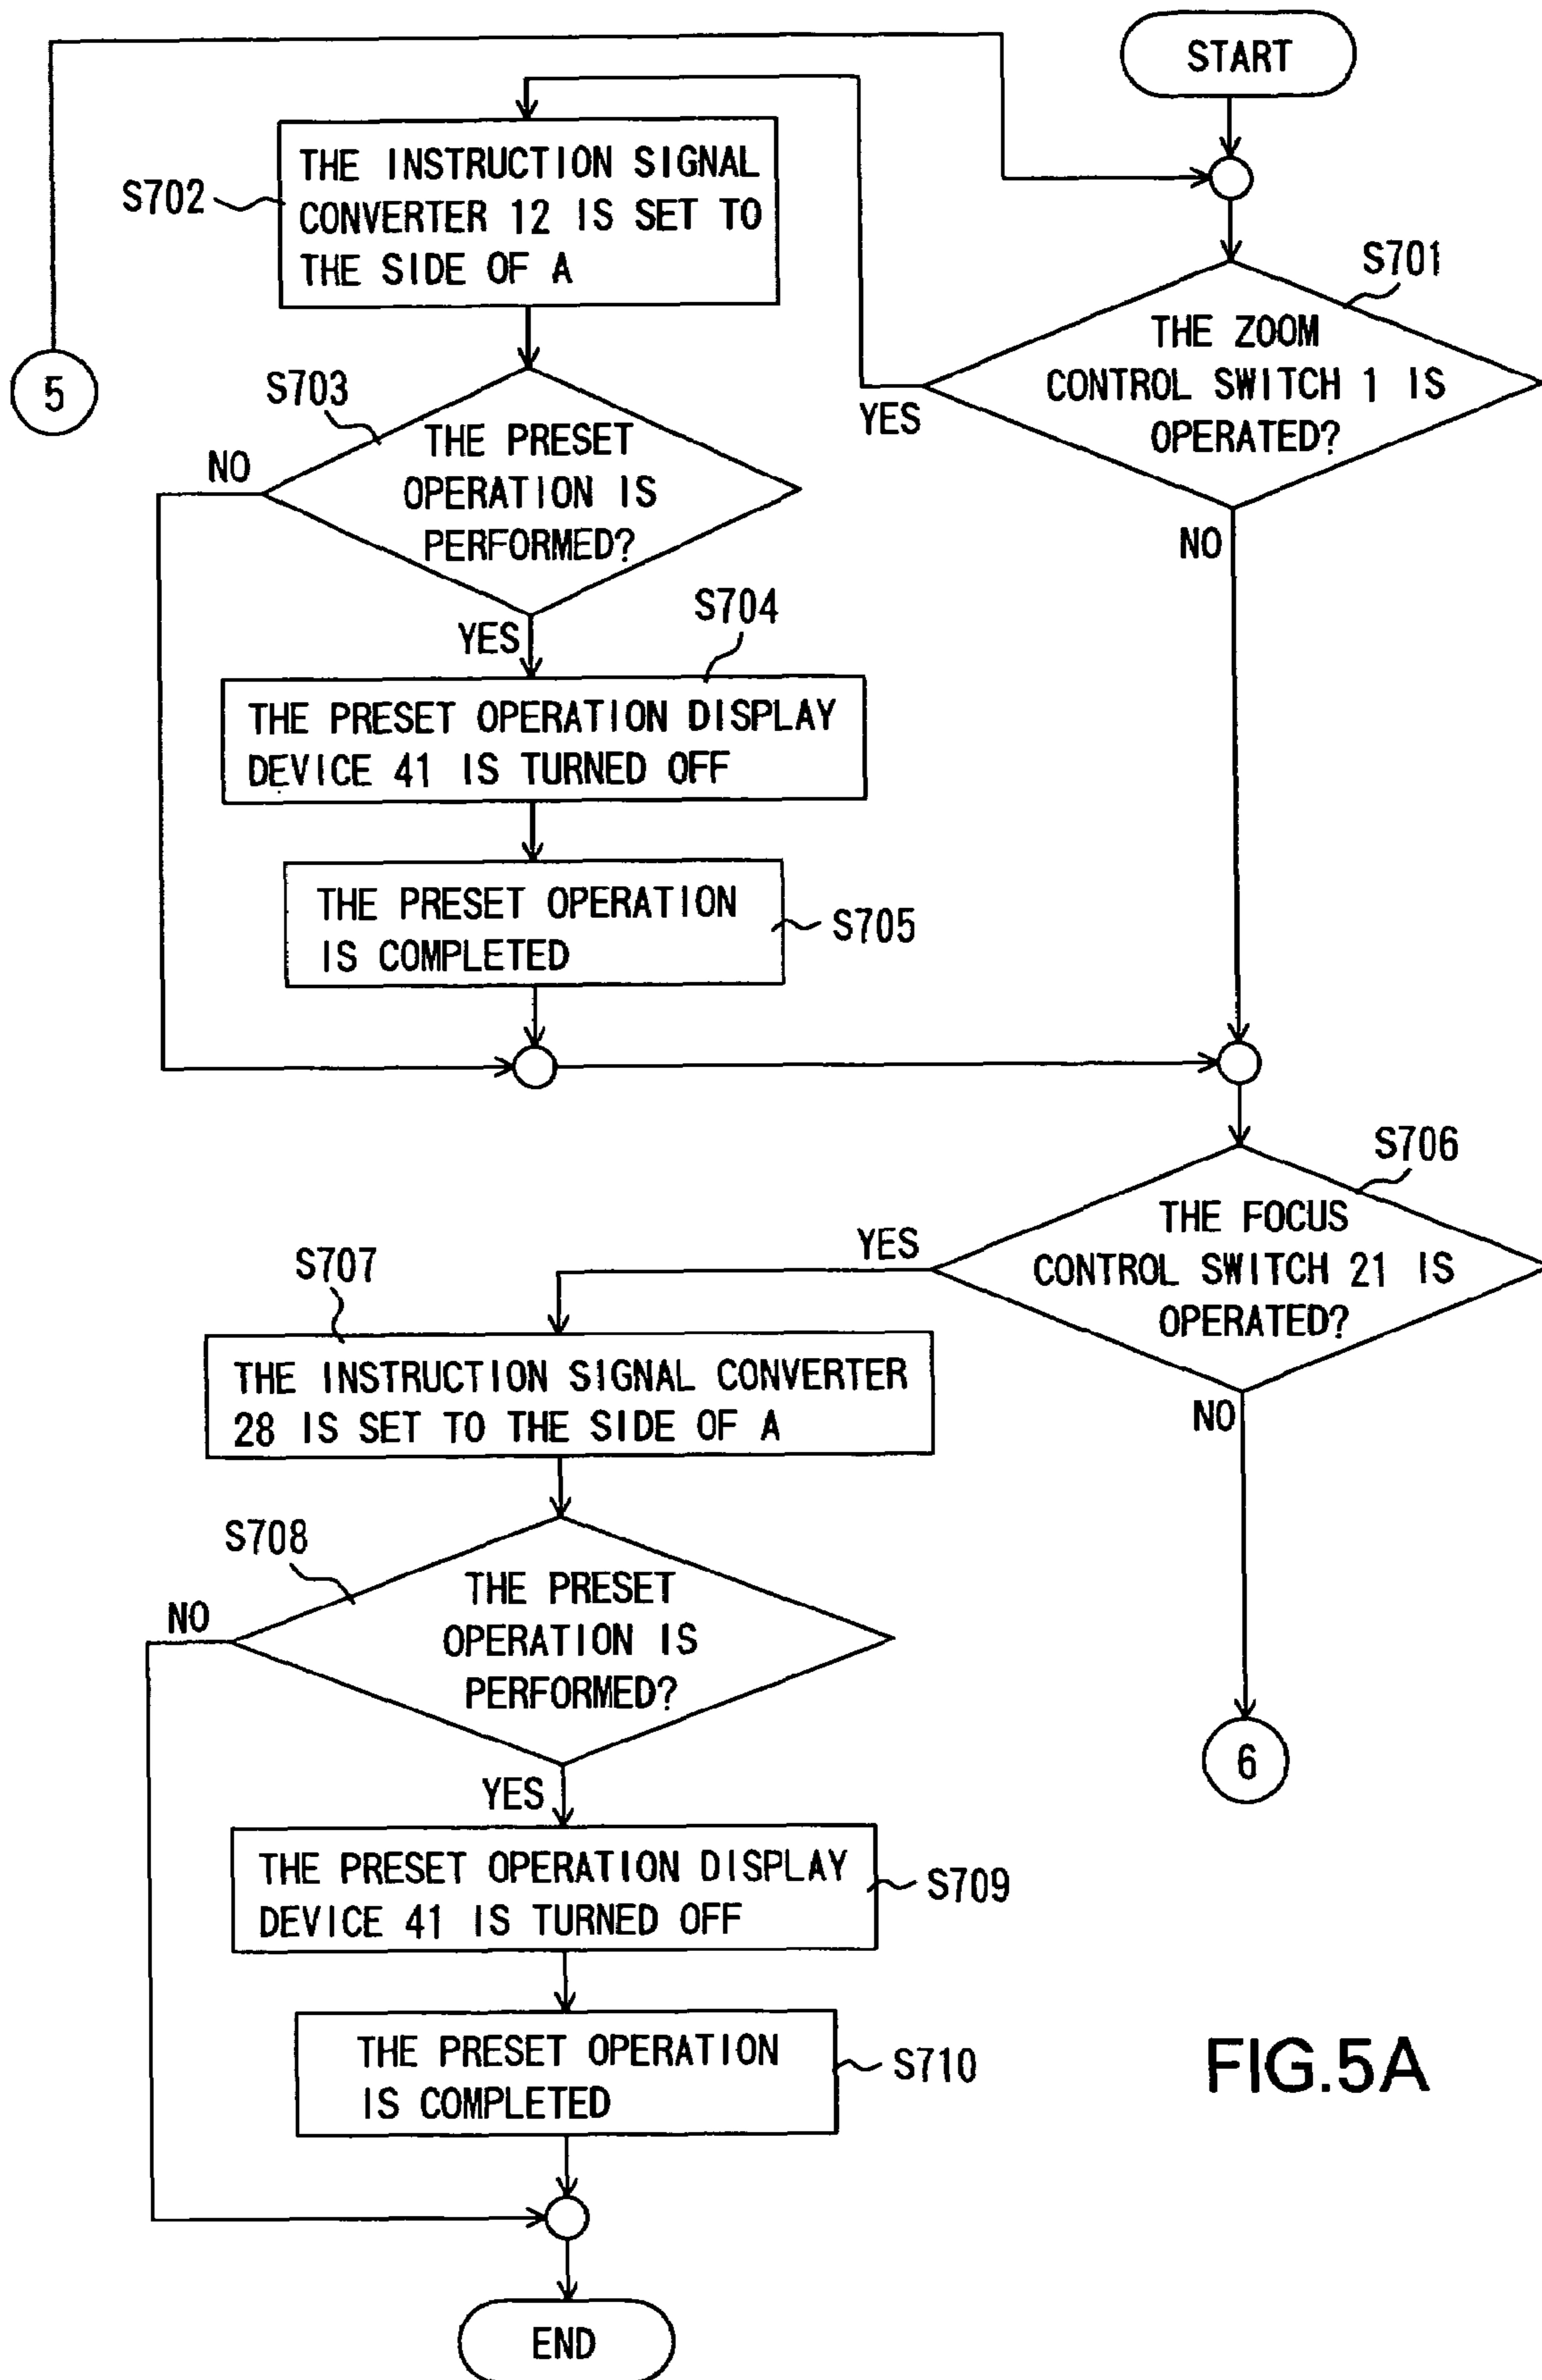 START
S701
THE ZOOM
CONTROL SWITCH 1 IS
OPERATED?
YES
NO
S702
THE INSTRUCTION SIGNAL
CONVERTER 12 IS SET TO
THE SIDE OF A
5
S703
THE PRESET
OPERATION IS
PERFORMED?
NO
YES
S704
THE PRESET OPERATION DISPLAY
DEVICE 41 IS TURNED OFF
THE PRESET OPERATION
IS COMPLETED
S705
S706
THE FOCUS
CONTROL SWITCH 21 IS
OPERATED?
YES
NO
S707
THE INSTRUCTION SIGNAL CONVERTER
28 IS SET TO THE SIDE OF A
S708
THE PRESET
OPERATION IS
PERFORMED?
NO
YES
6
THE PRESET OPERATION DISPLAY
DEVICE 41 IS TURNED OFF
S709
THE PRESET OPERATION
IS COMPLETED
S710
END
FIG.5A